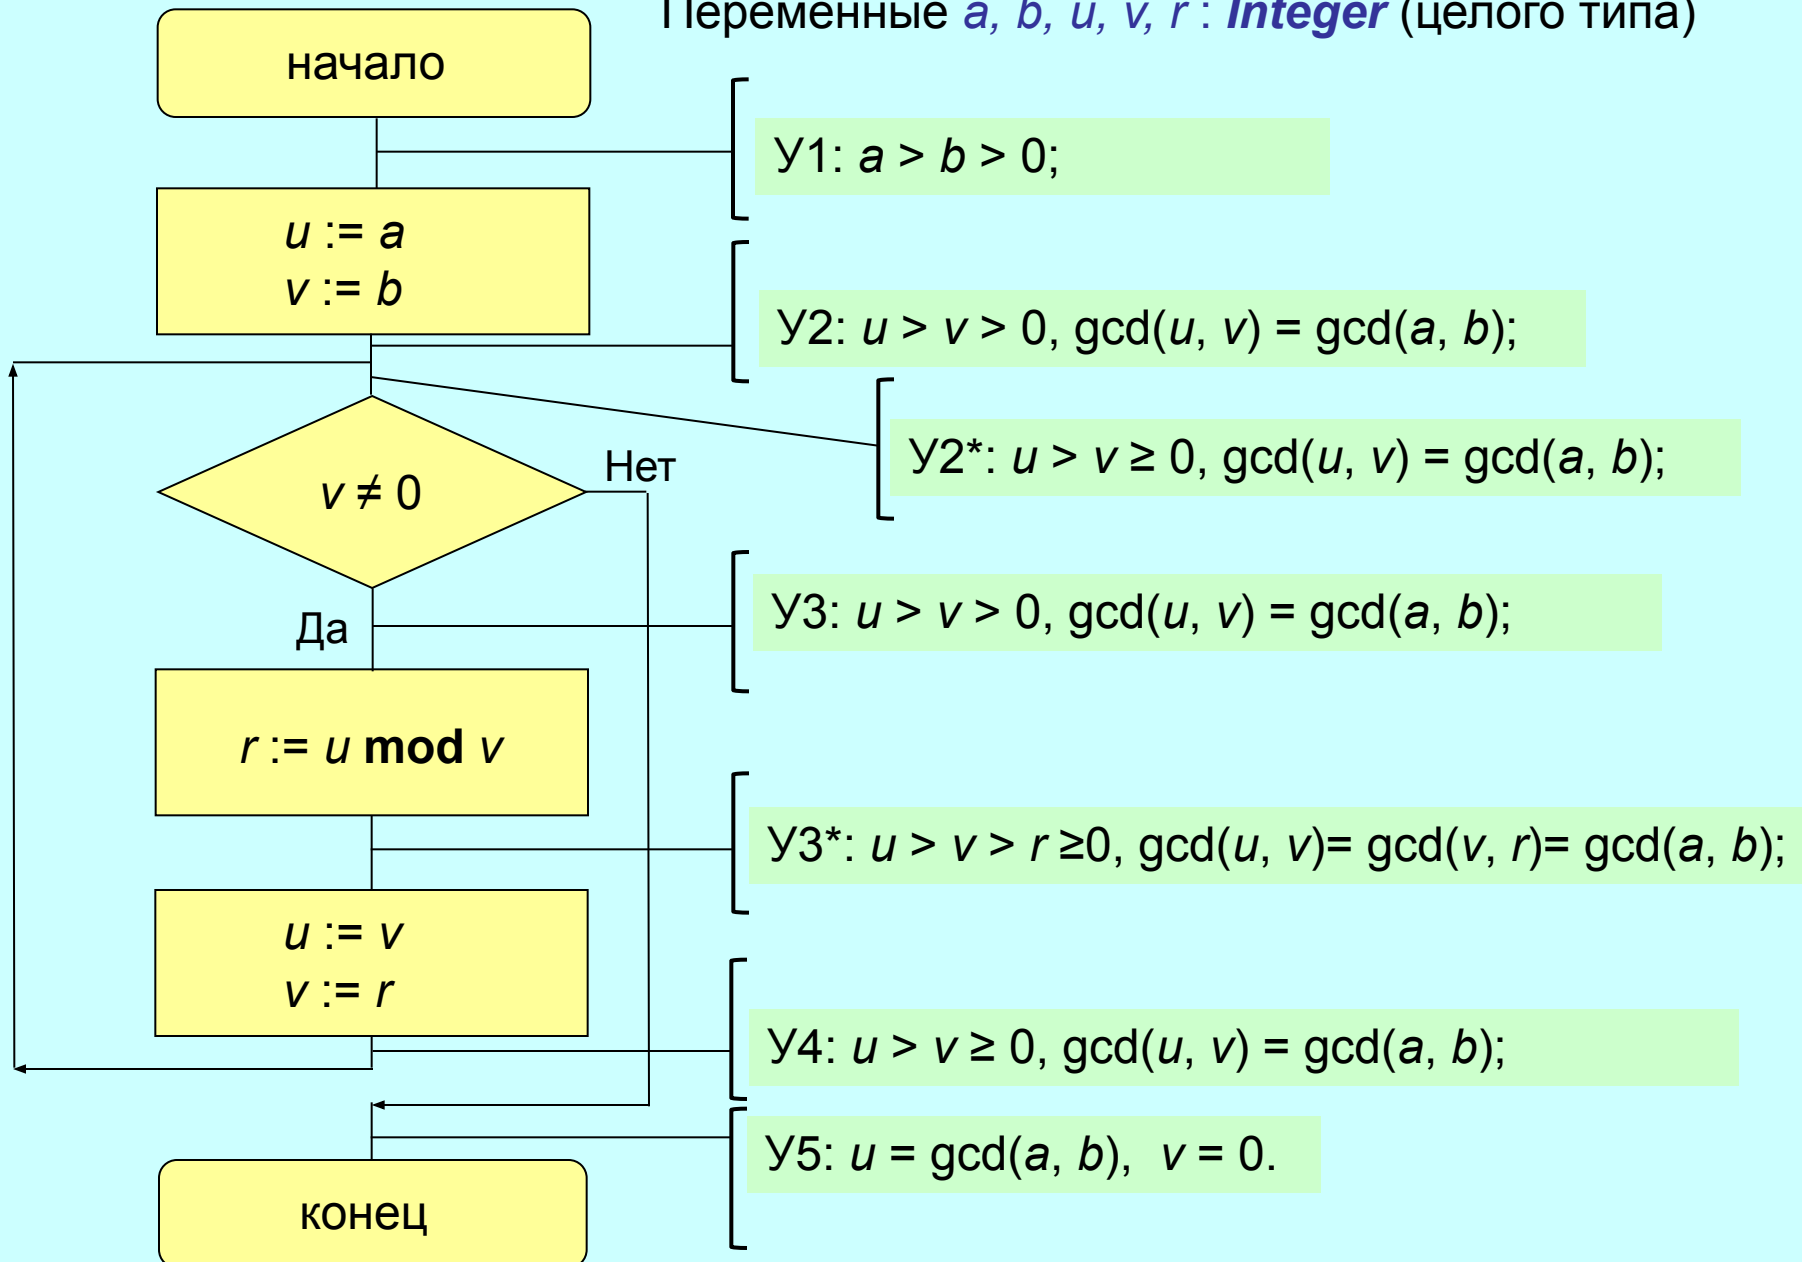 Переменные a, b, u, v, r : Integer (целого типа)
начало
У1: a > b > 0;
u := a
v := b
У2: u > v > 0, gcd(u, v) = gcd(a, b);
У2*: u > v ≥ 0, gcd(u, v) = gcd(a, b);
v ≠ 0
Нет
Да
У3: u > v > 0, gcd(u, v) = gcd(a, b);
r := u mod v
У3*: u > v > r ≥0, gcd(u, v)= gcd(v, r)= gcd(a, b);
u := v
v := r
У4: u > v ≥ 0, gcd(u, v) = gcd(a, b);
У5: u = gcd(a, b), v = 0.
конец